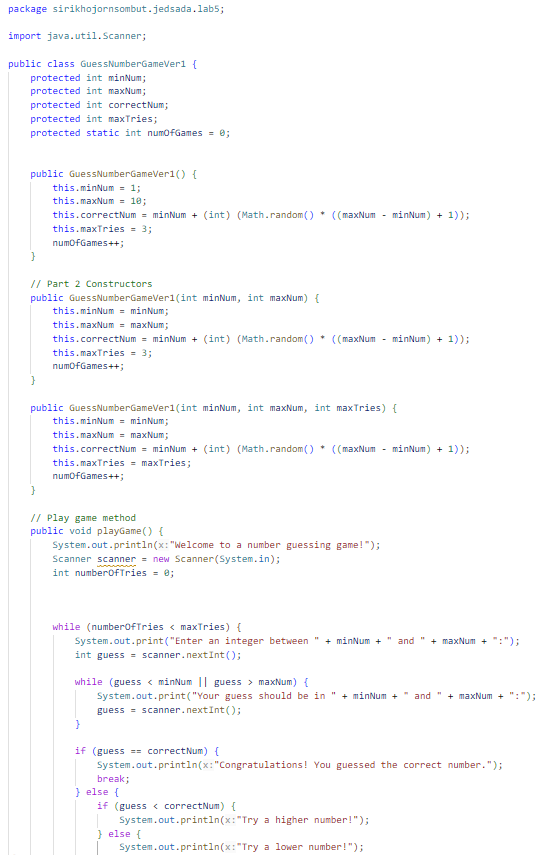 package sirikhojornsombut.jedsada.lab5;
import java.util.Scanner;
public class GuessNumberGameVer1 {
protected int minNum;
protected int maxNum;
protected int correctNum;
protected int maxTries;
protected static int numOfGames = 0;
public GuessNumberGameVer1() {
this.minNum = 1;
this.maxNum = 10;
this.correctNum = minNum + (int) (Math.random() * ((maxNum - minNum) + 1));
this.maxTries = 3;
numOfGames++;
}
// Part 2 Constructors
public GuessNumberGameVer1(int minNum, int maxNum) {
this.minNum = minNum;
this.maxNum = maxNum;
this.correctNum = minNum + (int) (Math.random() * ((maxNum - minNum) + 1));
this.maxTries = 3;
numOfGames++;
}
public GuessNumberGameVer1(int minNum, int maxNum, int maxTries) {
this.minNum = minNum;
this.maxNum = maxNum;
this.correctNum = minNum + (int) (Math.random() * ((maxNum - minNum) + 1));
this.maxTries = maxTries;
numOfGames++;
}
// Play game method
public void playGame() {
System.out.println(x:"Welcome to a number guessing game!");
Scanner scanner = new Scanner(System.in);
int numberOfTries = 0;
while (numberOfTries < maxTries) {
System.out.print("Enter an integer between " + minNum + " and " + maxNum + ":");
int guess = scanner.nextInt();
while (guess < minNum || guess > maxNum) {
System.out.print("Your guess should be in " + minNum + " and " + maxNum + ":");
guess = scanner.nextInt();
}
if (guess == correctNum) {
System.out.println(x:"Congratulations! You guessed the correct number.");
break;
} else {
if (guess < correctNum) {
System.out.println(x:"Try a higher number!");
} else {
System.out.println(x:"Try a lower number!");